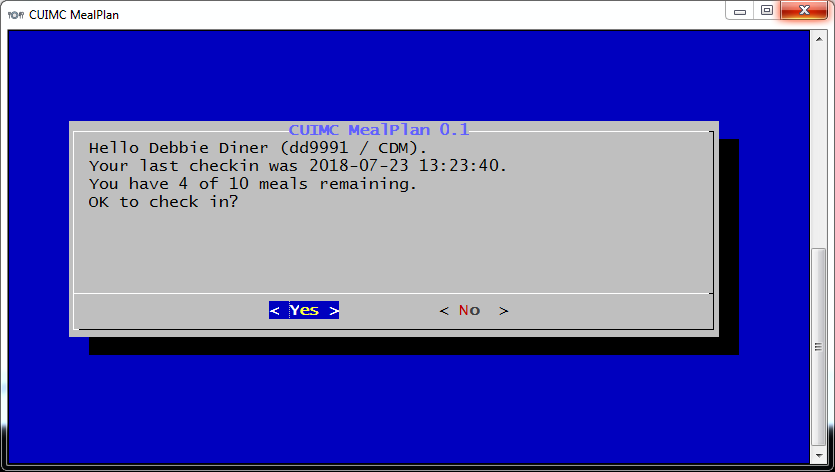 CUIMC MealPlan
CUIMC MealPlan 0.1
Hello Debbie Diner (dd9991 / CDM).
Your last checkin was 2018-07-23 13:23:40.
You have 4 of 10 meals remaining.
OK to check in?
< Yes > < No >